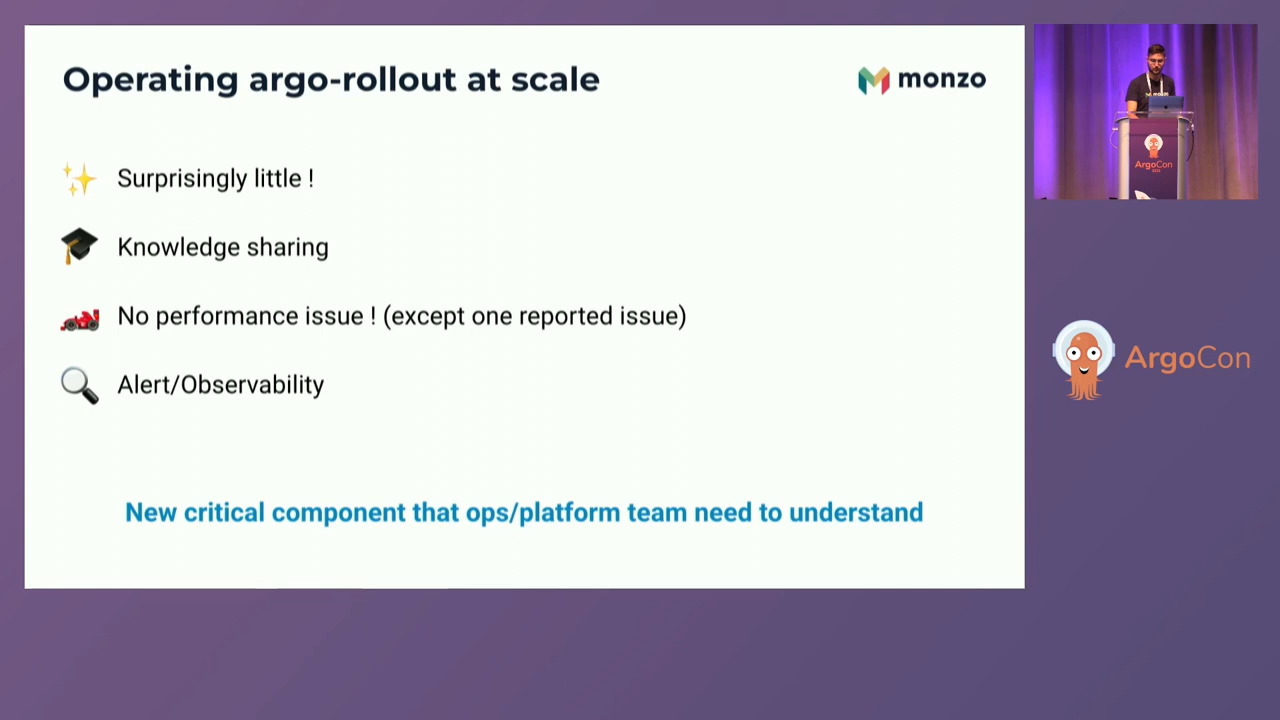 Operating argo-rollout at scale
monzo
Surprisingly little !
Knowledge sharing
No performance issue ! (except one reported issue)
Alert/Observability
New critical component that ops/platform team need to understand
ArgoCon
ArgoCon